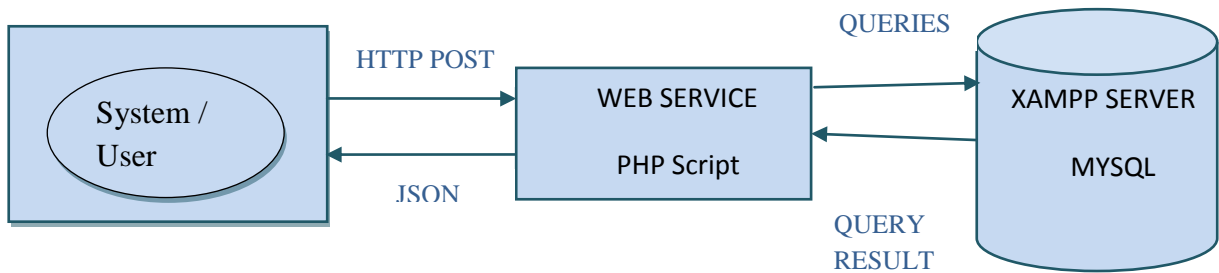 System /
User
HTTP POST
JSON
WEB SERVICE
PHP Script
QUERIES
QUERY
RESULT
XAMPP SERVER
MYSQL